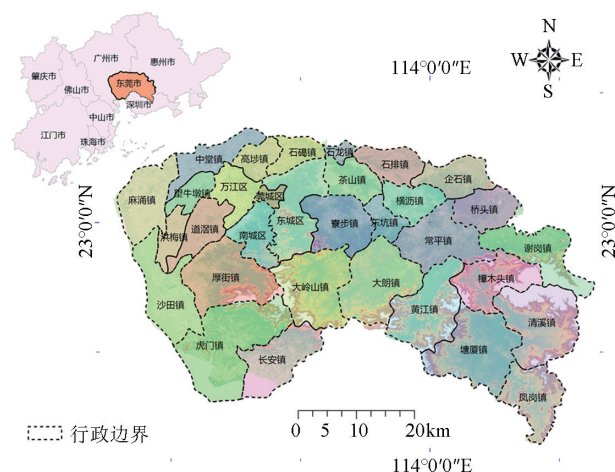 广州市
惠州市
肇庆市
佛山市
东莞市
深圳市
中山市
江门市
珠海市
114°0′0″E
N
W
E
S
23°0′0″N
23°0′0″N
中堂镇
高埗镇
石碣镇
石龙镇
石排镇
企石镇
麻涌镇
望牛墩镇
万江区
莞城区
茶山镇
横沥镇
桥头镇
洪梅镇
道滘镇
南城区
东城区
寮步镇
东坑镇
常平镇
谢岗镇
厚街镇
大岭山镇
大朗镇
樟木头镇
沙田镇
黄江镇
清溪镇
虎门镇
长安镇
塘厦镇
凤岗镇
行政边界
0 5 10 20km
114°0′0″E